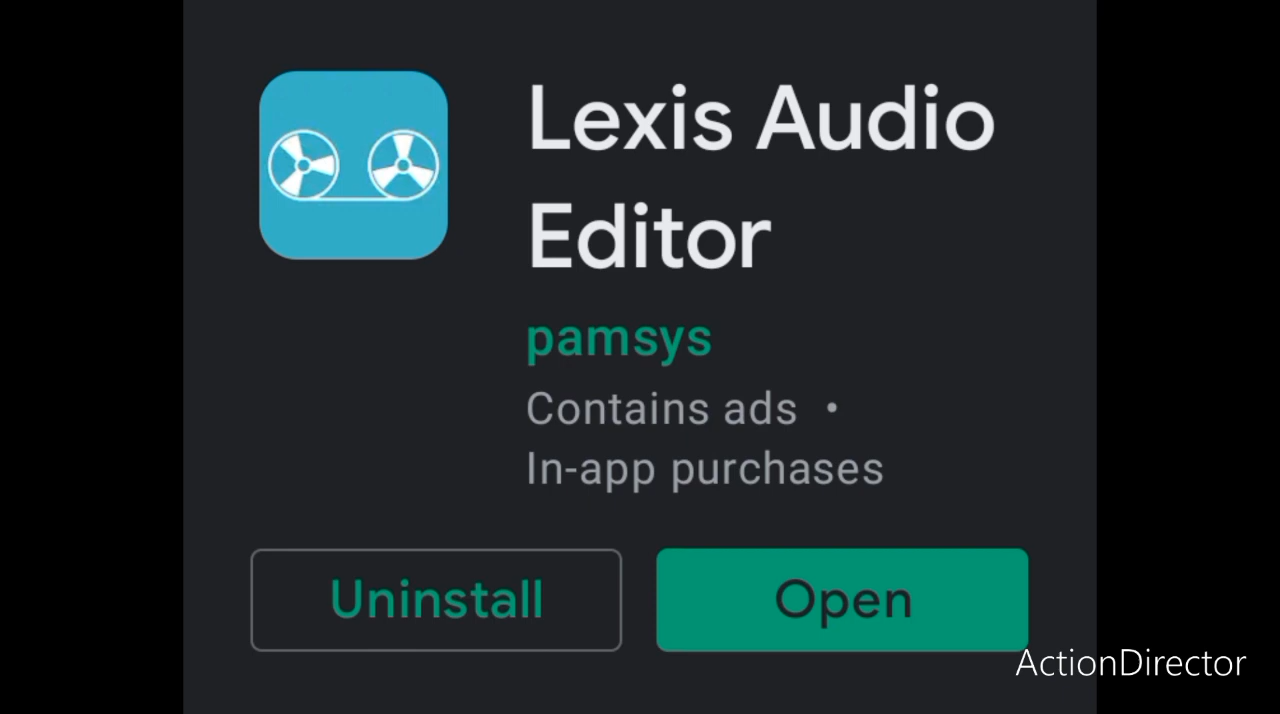 Lexis Audio
Editor
pamsys
Contains ads •
In-app purchases
Uninstall
Open
ActionDirector